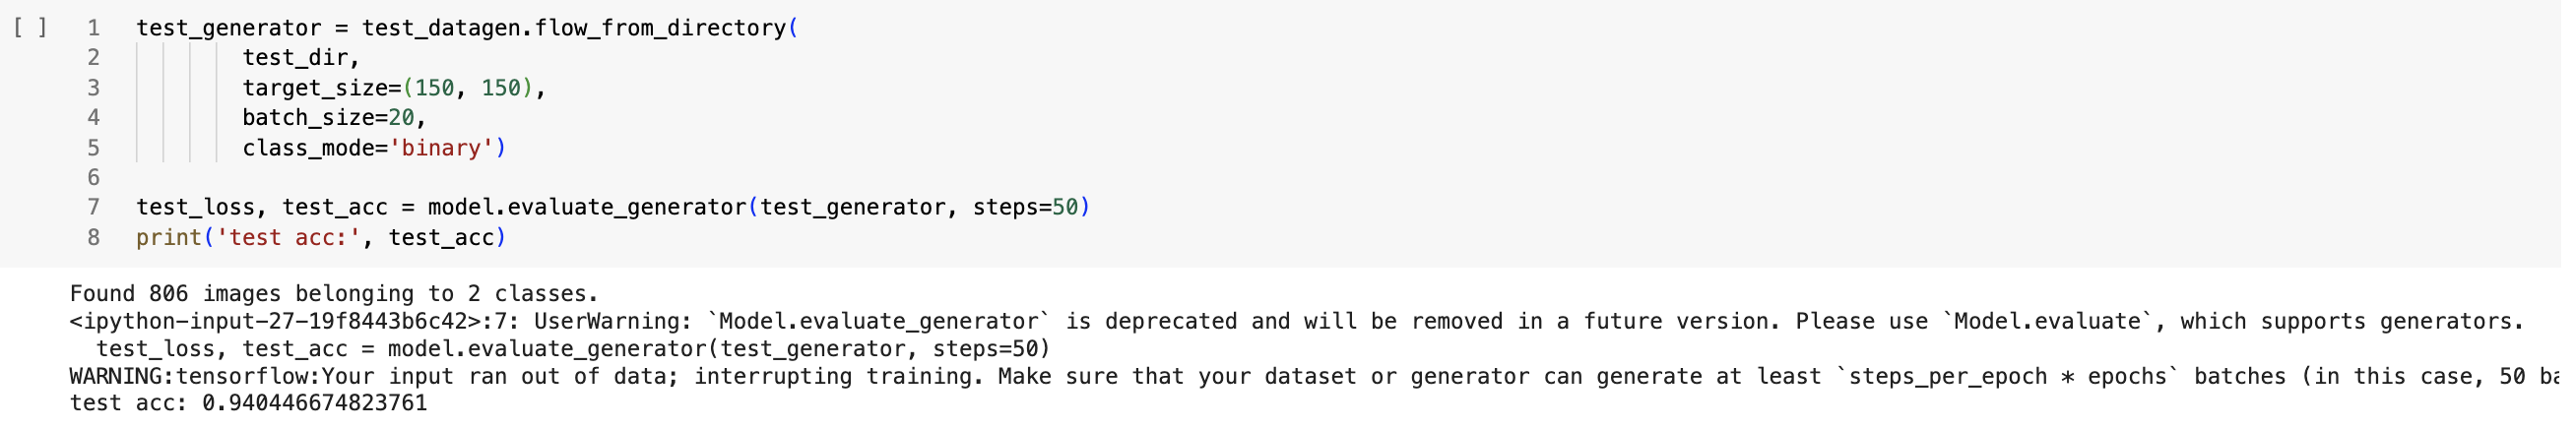 [ ] 1 test_generator = test_datagen.flow_from_directory(
2 test_dir,
3 target_size=(150, 150),
4 batch_size=20,
5 class_mode='binary')
6
7 test_loss, test_acc = model.evaluate_generator(test_generator, steps=50)
8 print('test acc:', test_acc)
Found 806 images belonging to 2 classes.
<ipython-input-27-19f8443b6c42>:7: UserWarning: `Model.evaluate_generator` is deprecated and will be removed in a future version. Please use `Model.evaluate`, which supports generators.
test_loss, test_acc = model.evaluate_generator(test_generator, steps=50)
WARNING:tensorflow:Your input ran out of data; interrupting training. Make sure that your dataset or generator can generate at least `steps_per_epoch * epochs` batches (in this case, 50 ba
test acc: 0.940446674823761